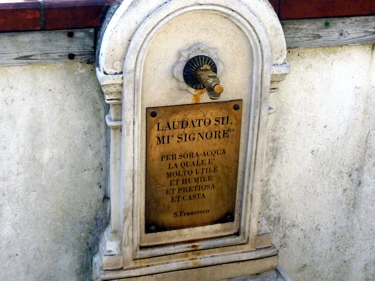 LAUDATO SII,
MI' SIGNORE...
PER SORA ACQUA
LA QUALE E'
MOLTO UTILE
ET HUMILE
ET PRETIOSA
ET CASTA
S. FRANCESCO